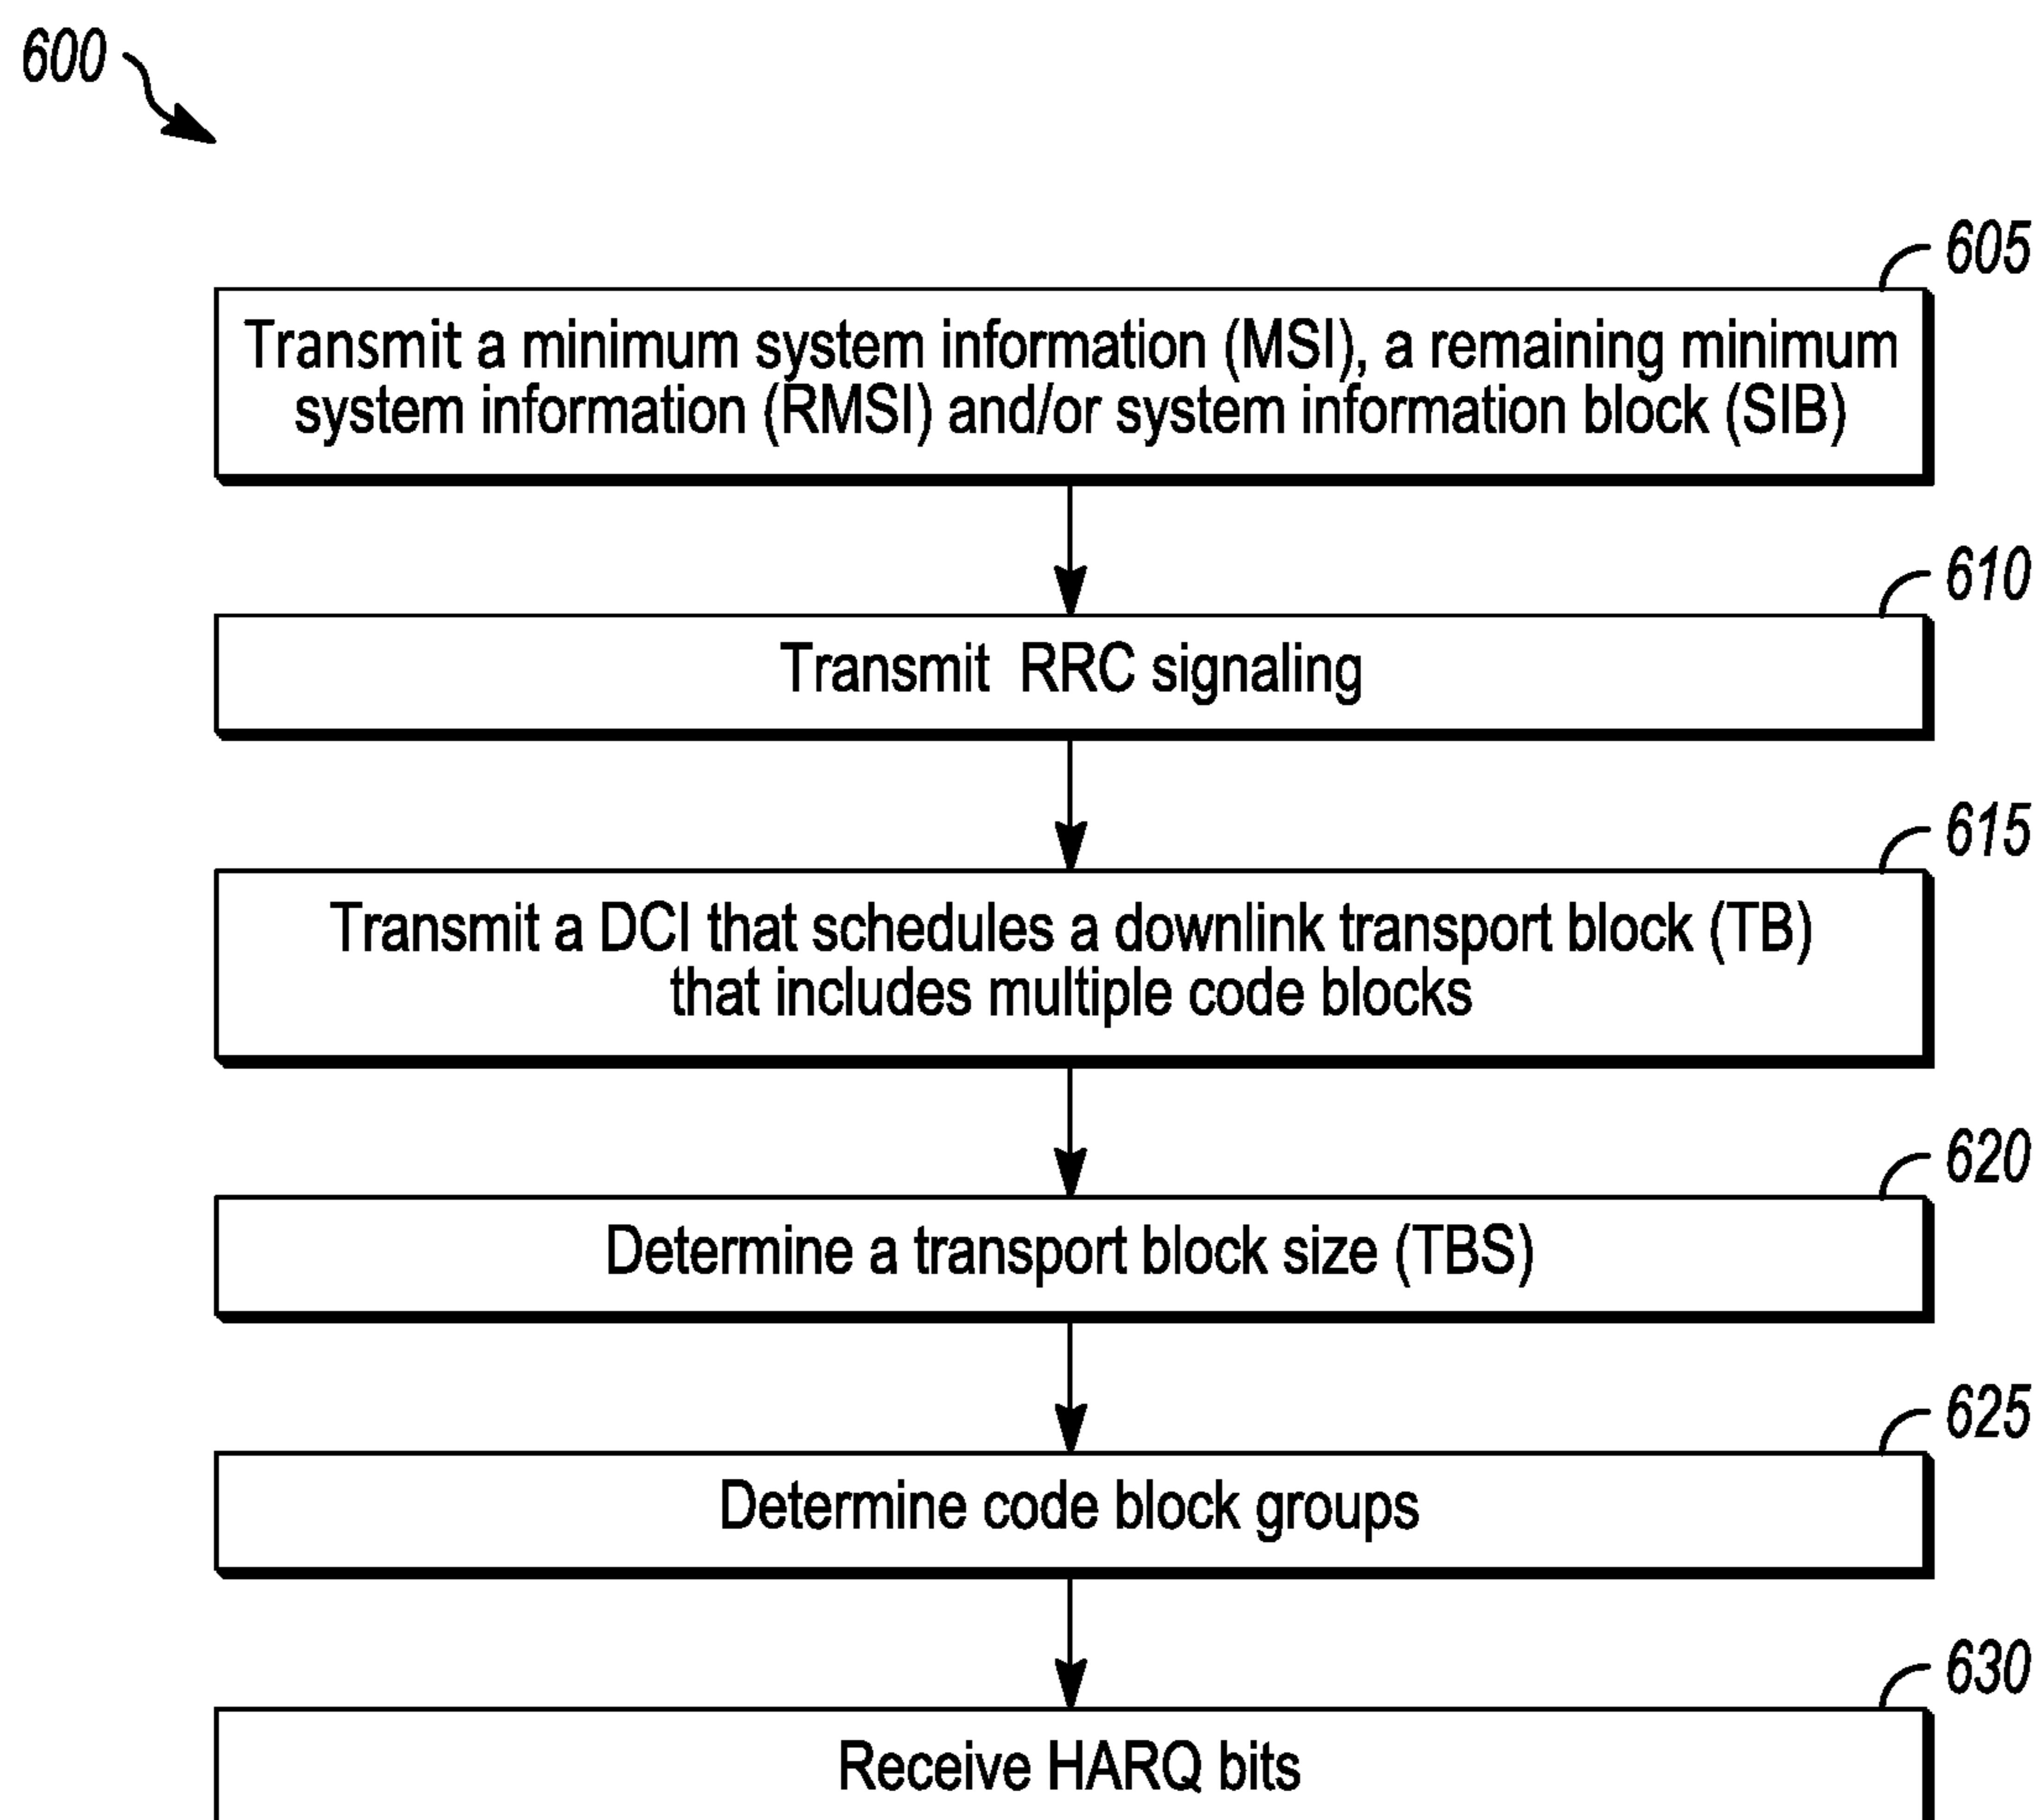 600
605
Transmit a minimum system information (MSI), a remaining minimum
system information (RMSI) and/or system information block (SIB)
610
Transmit RRC signaling
615
Transmit a DCI that schedules a downlink transport block (TB)
that includes multiple code blocks
620
Determine a transport block size (TBS)
625
Determine code block groups
630
Receive HARQ bits